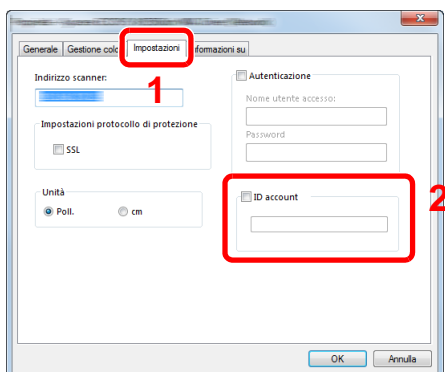 Generale Gestione colo Impostazioni nformazioni su
1
Indirizzo scanner:
Impostazioni protocollo di protezione
SSL
Unità
Poll. cm
Autenticazione
Nome utente accesso:
Password
2
ID account
OK Annulla